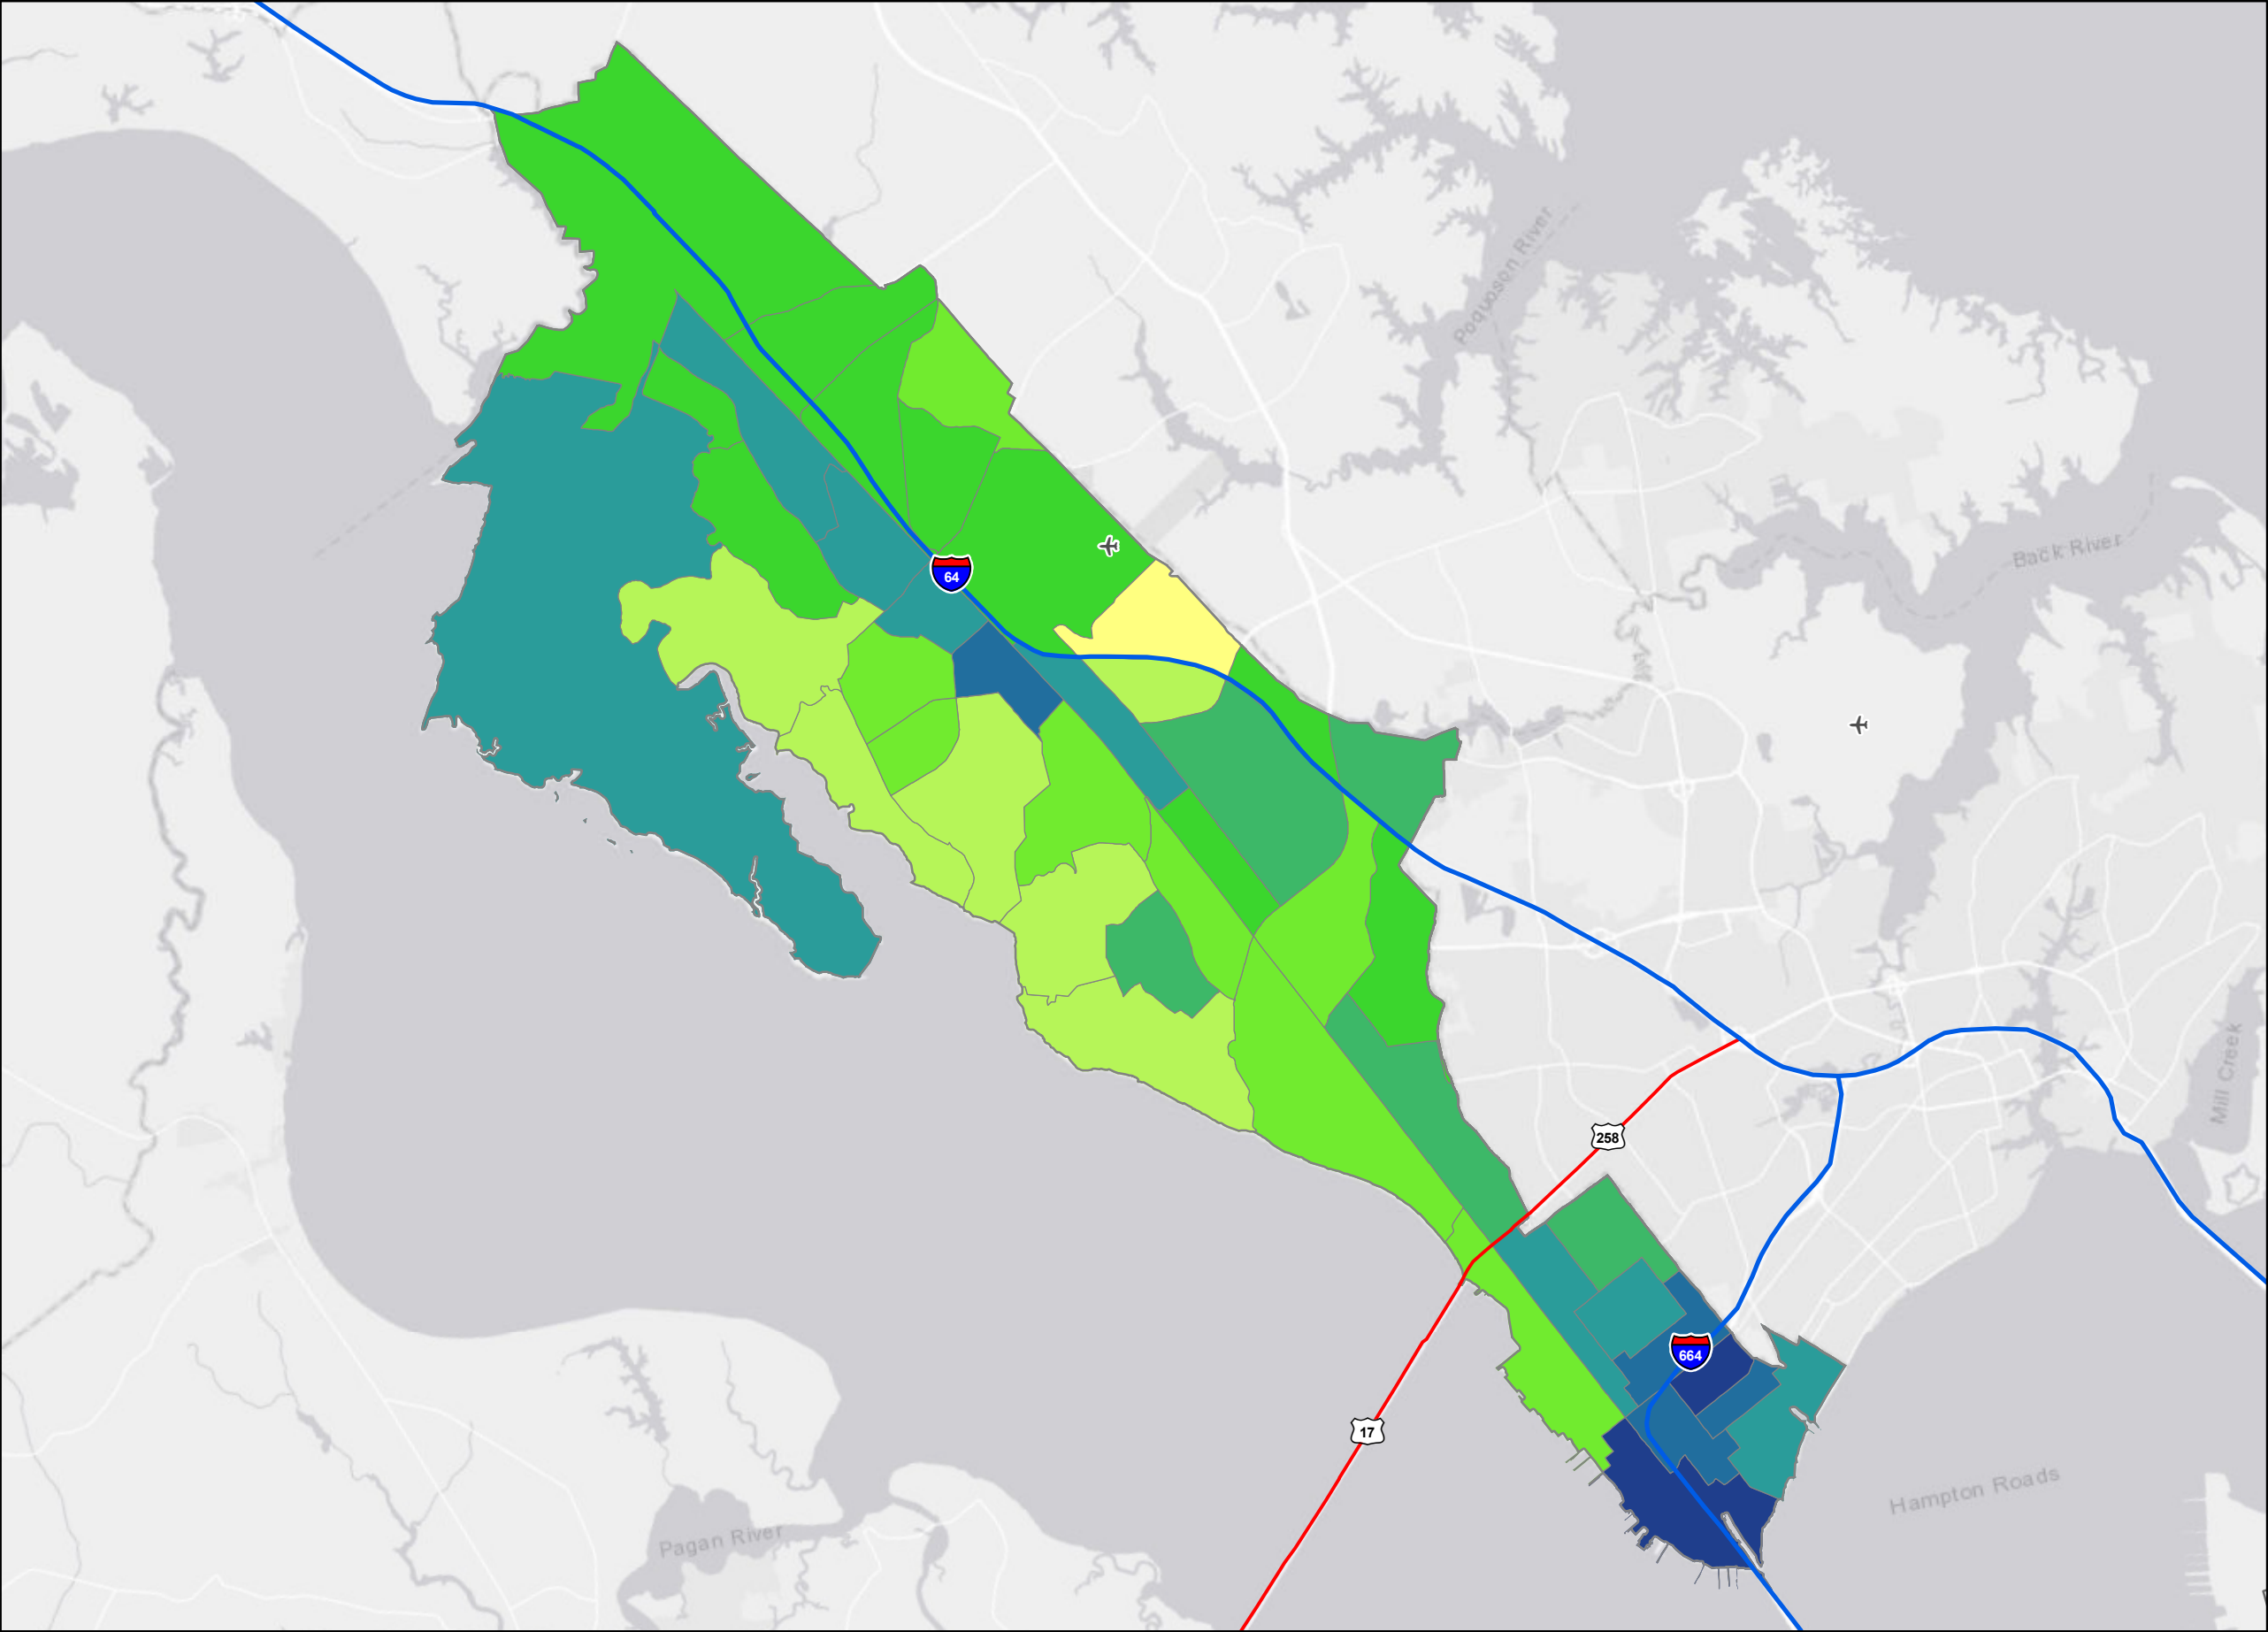 Poquoson River
Back River
64
Mill Creek
258
664
17
Hampton Roads
Pagan River